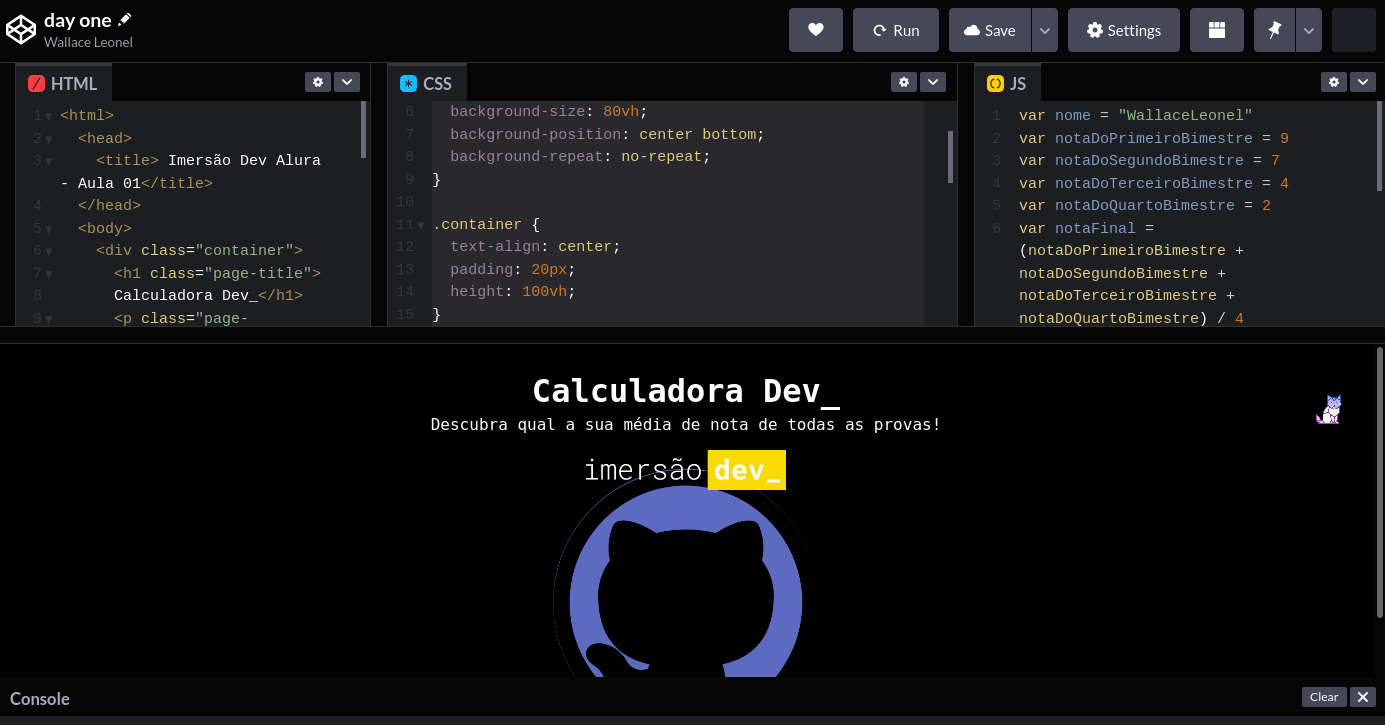 day one
Wallace Leonel
Run
Save
Settings
HTML
1 <html>
2 <head>
3 <title> Imersão Dev Alura
- Aula 01</title>
4 </head>
5 <body>
6 <div class="container">
7 <h1 class="page-title">
8 Calculadora Dev_</h1>
9 <p class="page-
CSS
6 background-size: 80vh;
7 background-position: center bottom;
8 background-repeat: no-repeat;
9 }
10
11 .container {
12 text-align: center;
13 padding: 20px;
14 height: 100vh;
15 }
JS
1 var nome = "WallaceLeonel"
2 var notaDoPrimeiroBimestre = 9
3 var notaDoSegundoBimestre = 7
4 var notaDoTerceiroBimestre = 4
5 var notaDoQuartoBimestre = 2
6 var notaFinal =
(notaDoPrimeiroBimestre +
notaDoSegundoBimestre +
notaDoTerceiroBimestre +
notaDoQuartoBimestre) / 4
Calculadora Dev_
Descubra qual a sua média de nota de todas as provas!
imersão dev_
Console
Clear